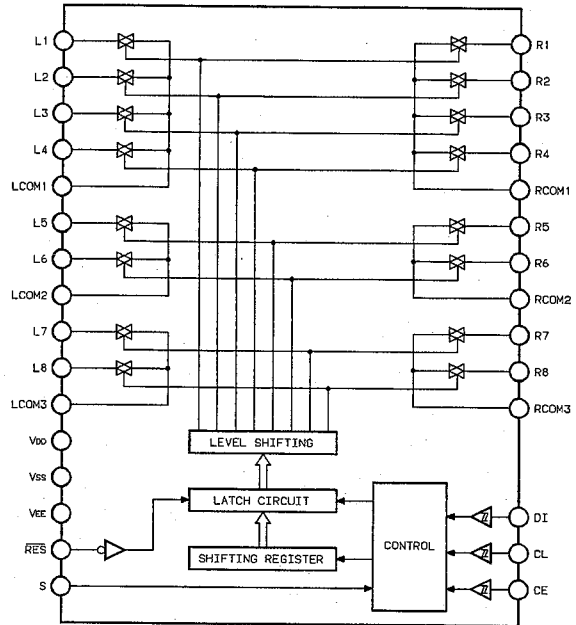 L1
R1
L2
R2
L3
R3
L4
R4
LCOM1
RCOM1
L5
R5
L6
R6
LCOM2
RCOM2
L7
R7
L8
R8
LCOM3
RCOM3
VDD
LEVEL SHIFTING
VSS
LATCH CIRCUIT
VEE
DI
RES
CONTROL
CL
SHIFTING REGISTER
S
CE